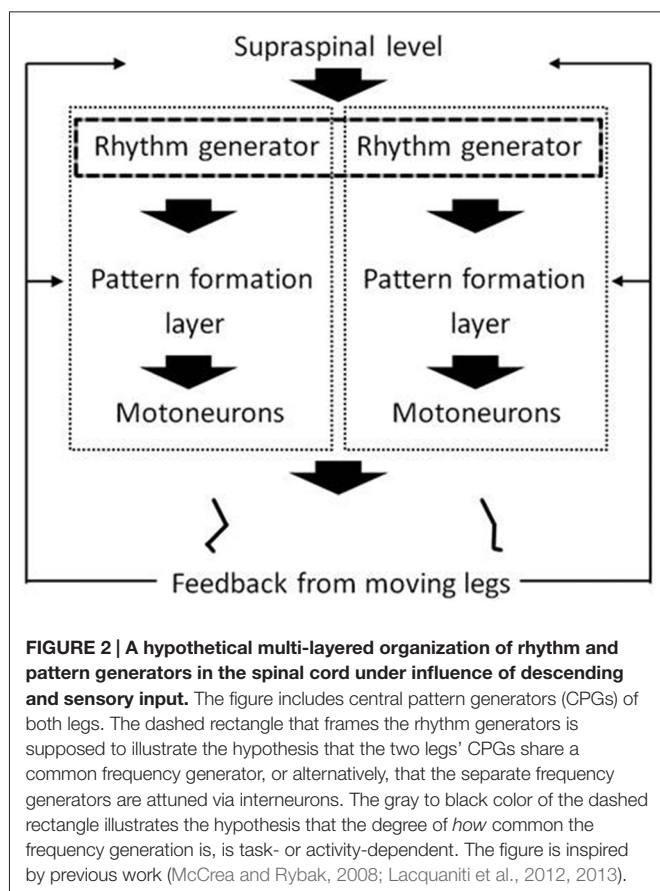 Supraspinal level
Rhythm generator
Rhythm generator
Pattern formation
layer
Pattern formation
layer
Motoneurons
Motoneurons
Feedback from moving legs
FIGURE 2 | A hypothetical multi-layered organization of rhythm and
pattern generators in the spinal cord under influence of descending
and sensory input. The figure includes central pattern generators (CPGs) of
both legs. The dashed rectangle that frames the rhythm generators is
supposed to illustrate the hypothesis that the two legs’ CPGs share a
common frequency generator, or alternatively, that the separate frequency
generators are attuned via interneurons. The gray to black color of the dashed
rectangle illustrates the hypothesis that the degree of how common the
frequency generation is, is task- or activity-dependent. The figure is inspired
by previous work (McCrea and Rybak, 2008; Lacquaniti et al., 2012, 2013).